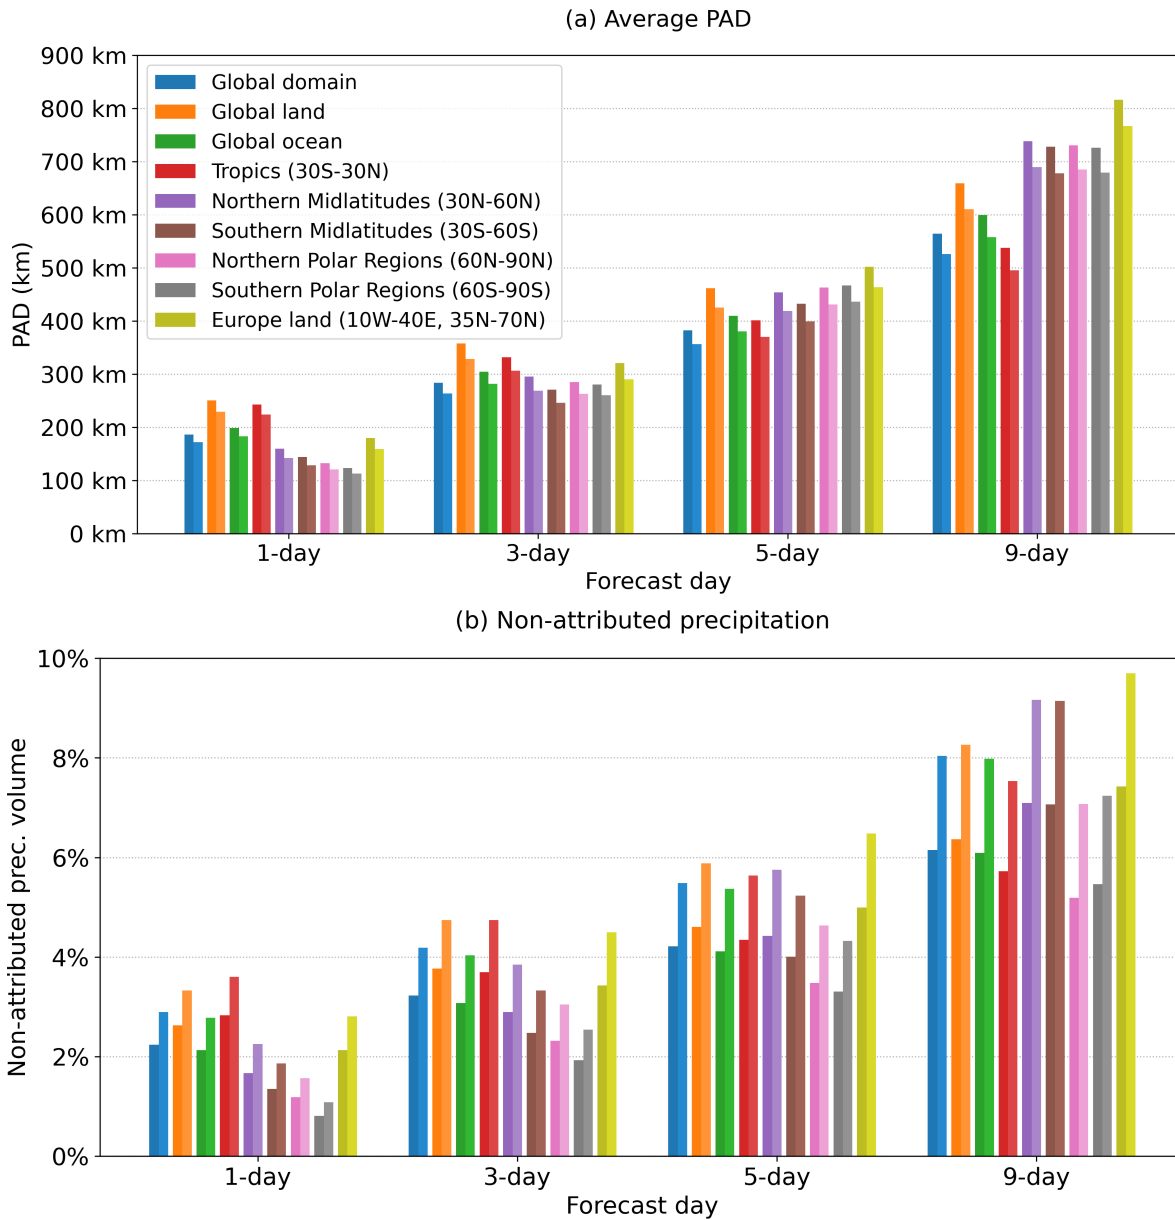 (a) Average PAD
900 km
800 km
700 km
600 km
500 km
400 km
300 km
200 km
100 km
0 km
PAD (km)
Global domain
Global land
Global ocean
Tropics (30S-30N)
Northern Midlatitudes (30N-60N)
Southern Midlatitudes (30S-60S)
Northern Polar Regions (60N-90N)
Southern Polar Regions (60S-90S)
Europe land (10W-40E, 35N-70N)
1-day 3-day 5-day 9-day
Forecast day
(b) Non-attributed precipitation
10%
8%
6%
4%
2%
0%
Non-attributed prec. volume
1-day 3-day 5-day 9-day
Forecast day